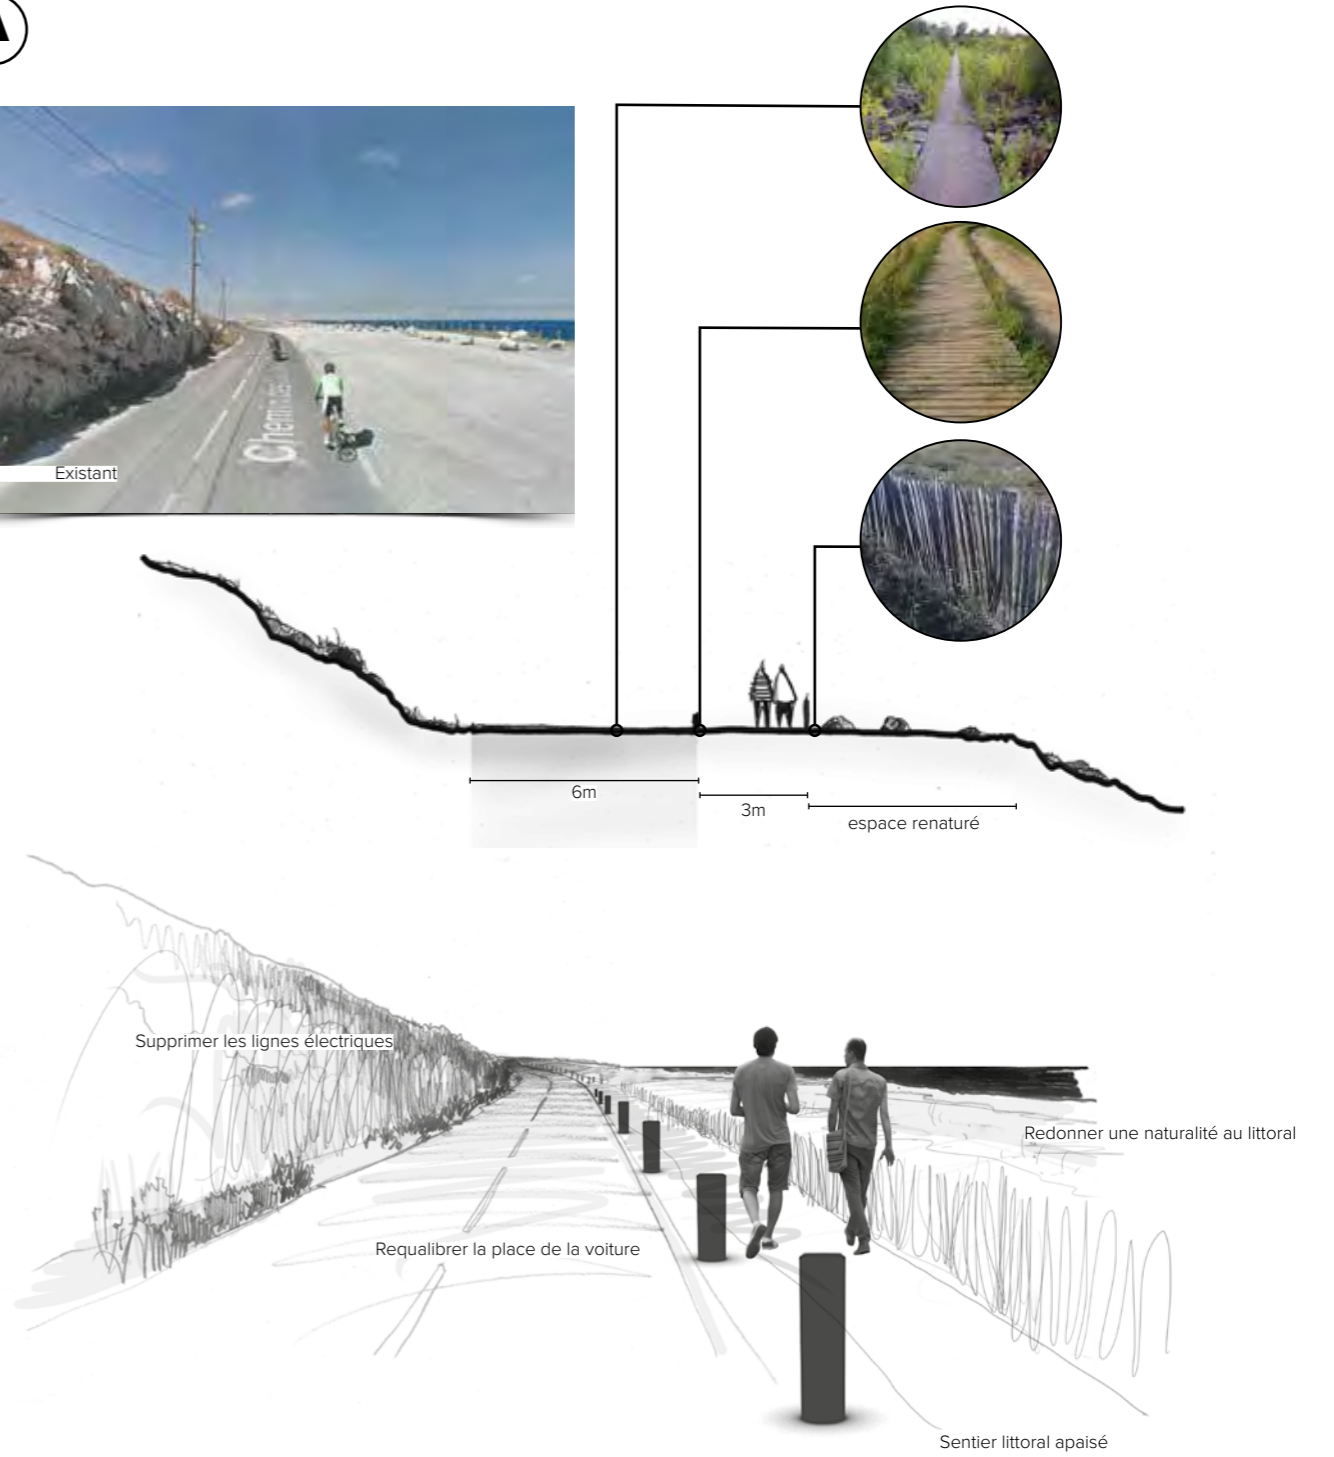 A
Existant
6m
3m
espace renaturé
Supprimer les lignes électriques
Redonner une naturalité au littoral
Requalibrer la place de la voiture
Sentier littoral apaisé